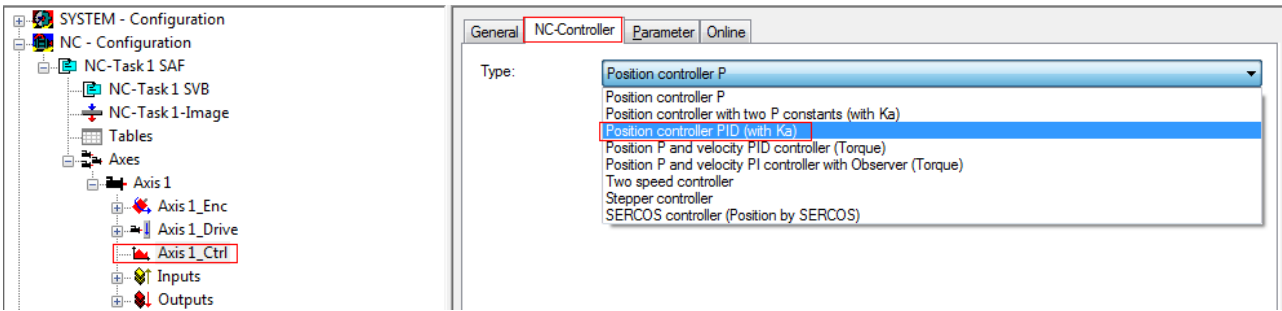 SYSTEM - Configuration
NC - Configuration
NC-Task 1 SAF
NC-Task 1 SVB
NC-Task 1-Image
Tables
Axes
Axis 1
Axis 1_Enc
Axis 1_Drive
Axis 1_Ctrl
Inputs
Outputs
General NC-Controller Parameter Online
Type: Position controller P
Position controller P
Position controller with two P constants (with Ka)
Position controller PID (with Ka)
Position P and velocity PID controller (Torque)
Position P and velocity PI controller with Observer (Torque)
Two speed controller
Stepper controller
SERCOS controller (Position by SERCOS)